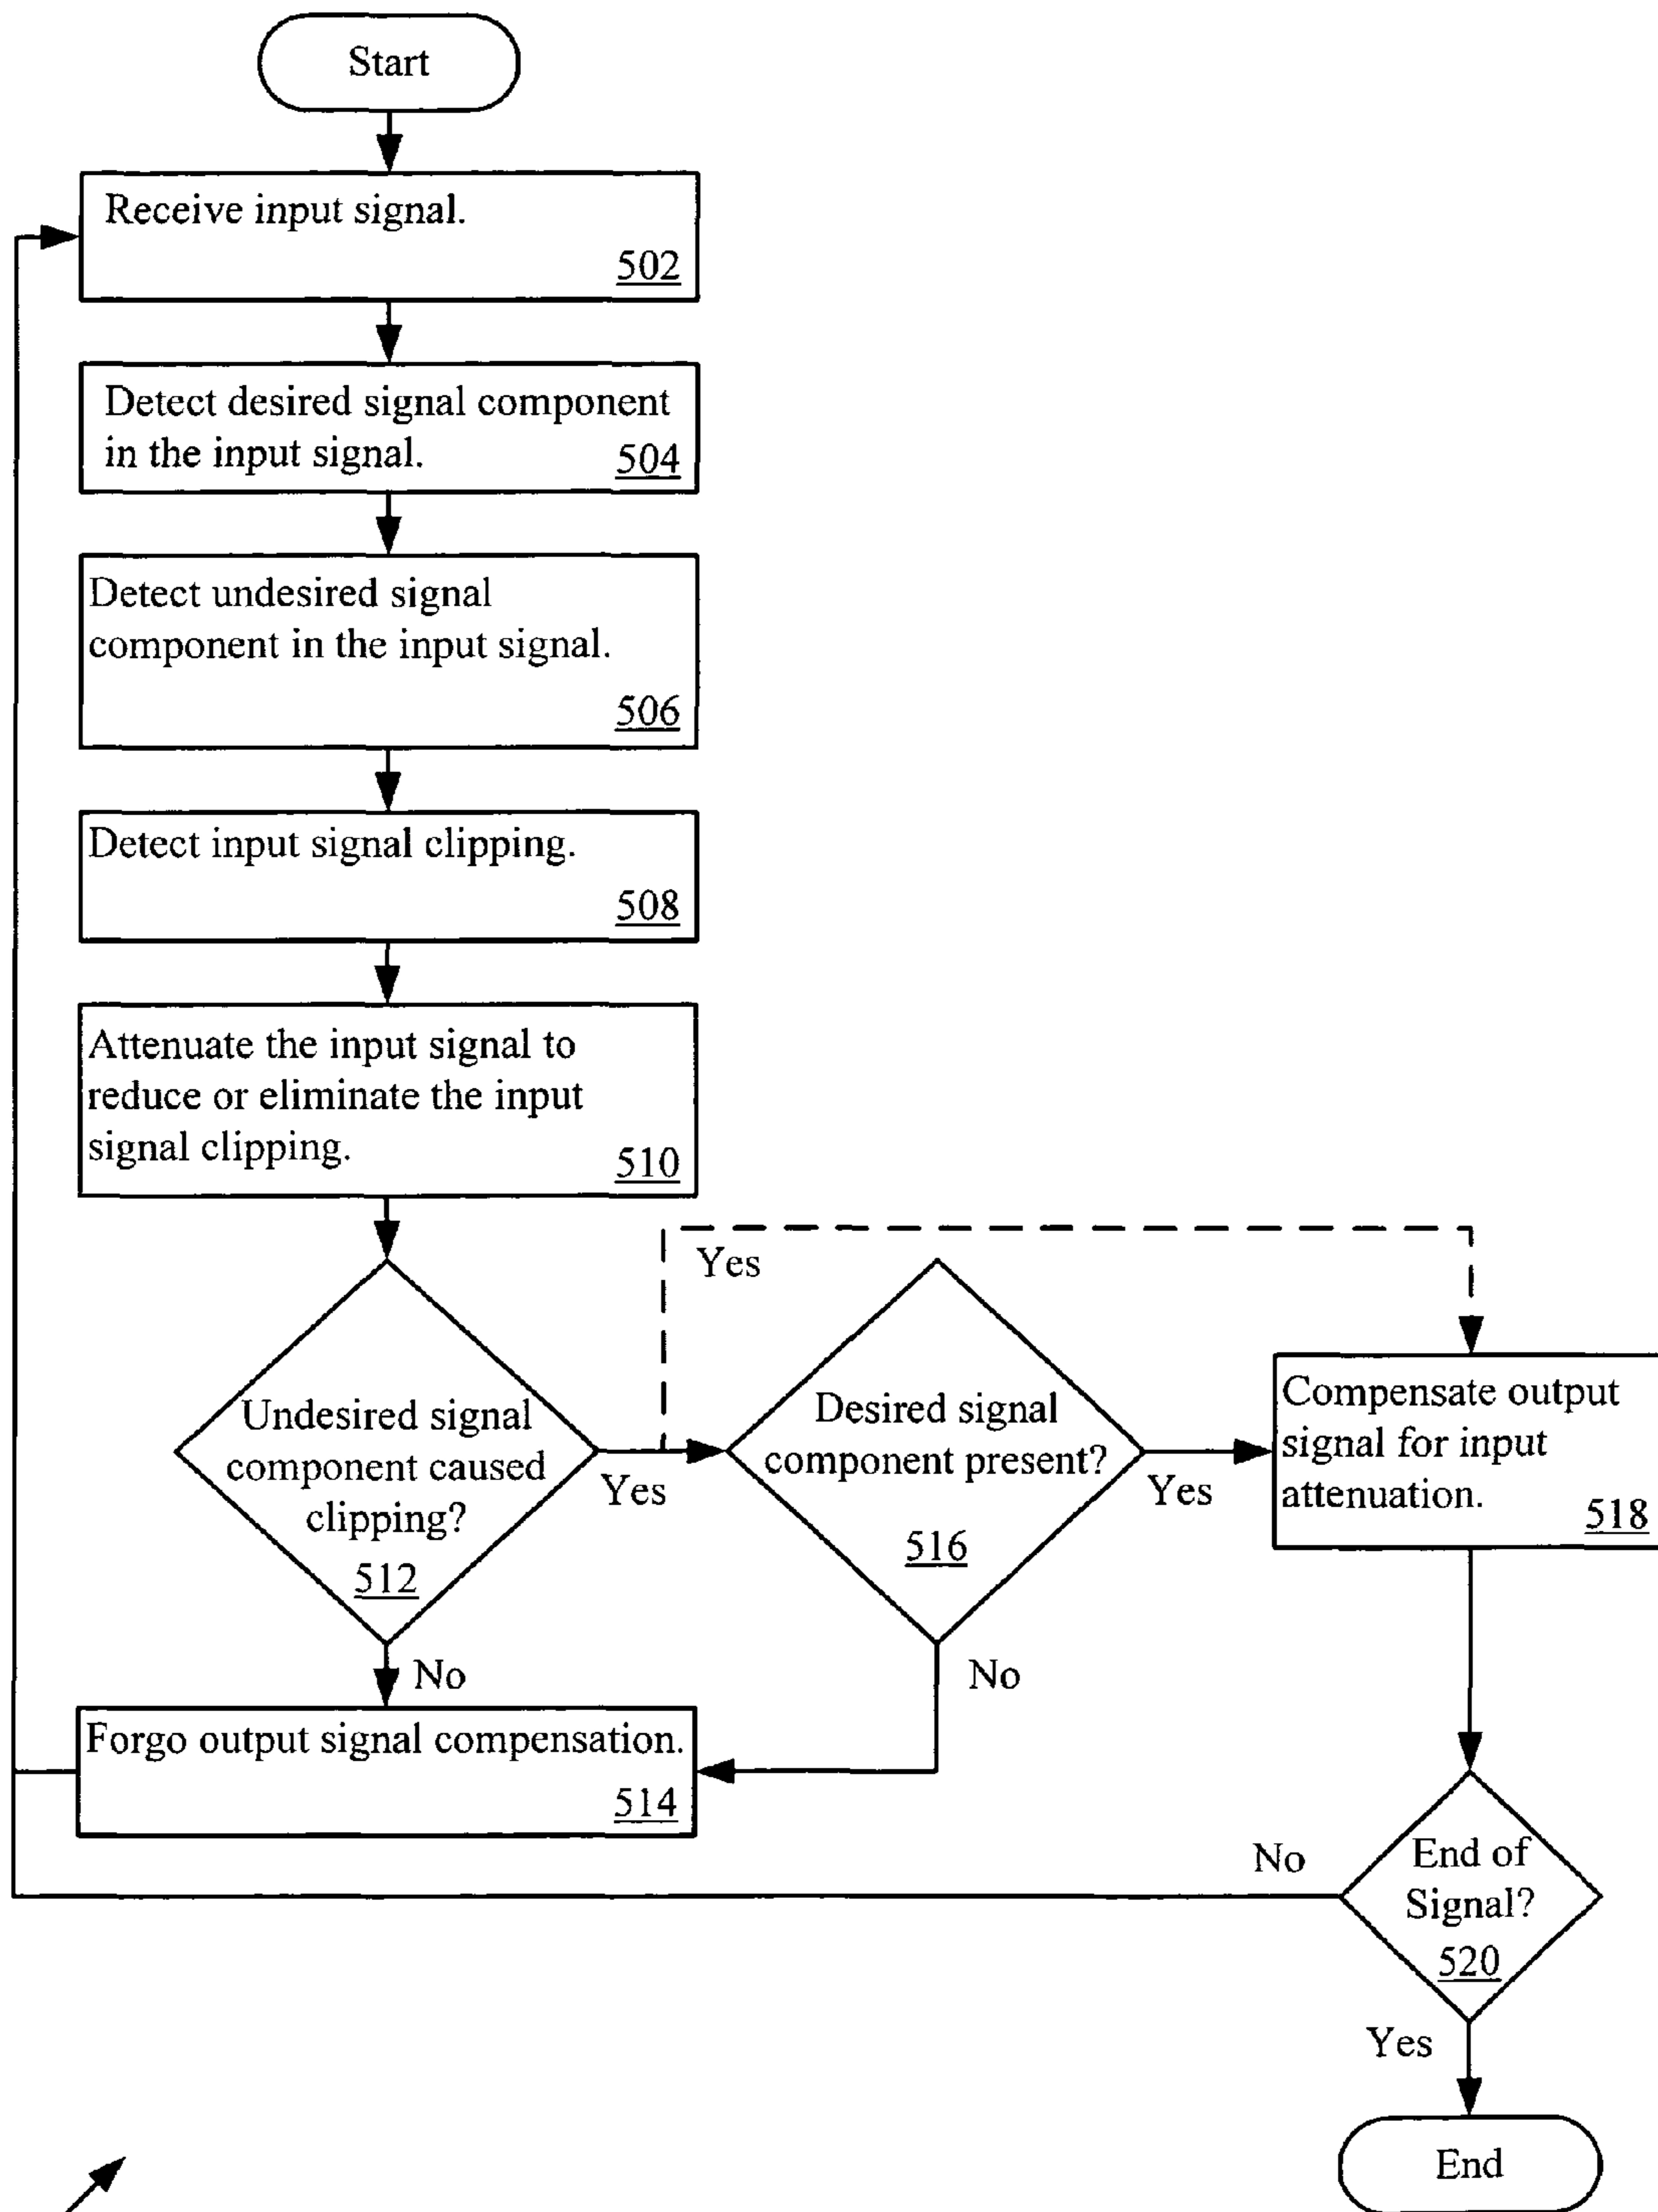 Start
Receive input signal.
502
Detect desired signal component
in the input signal.
504
Detect undesired signal
component in the input signal.
506
Detect input signal clipping.
508
Attenuate the input signal to
reduce or eliminate the input
signal clipping.
510
Undesired signal
component caused
clipping?
512
Yes
Yes
No
Desired signal
component present?
516
Yes
No
Compensate output
signal for input
attenuation.
518
Forgo output signal compensation.
514
End of
Signal?
520
No
Yes
End